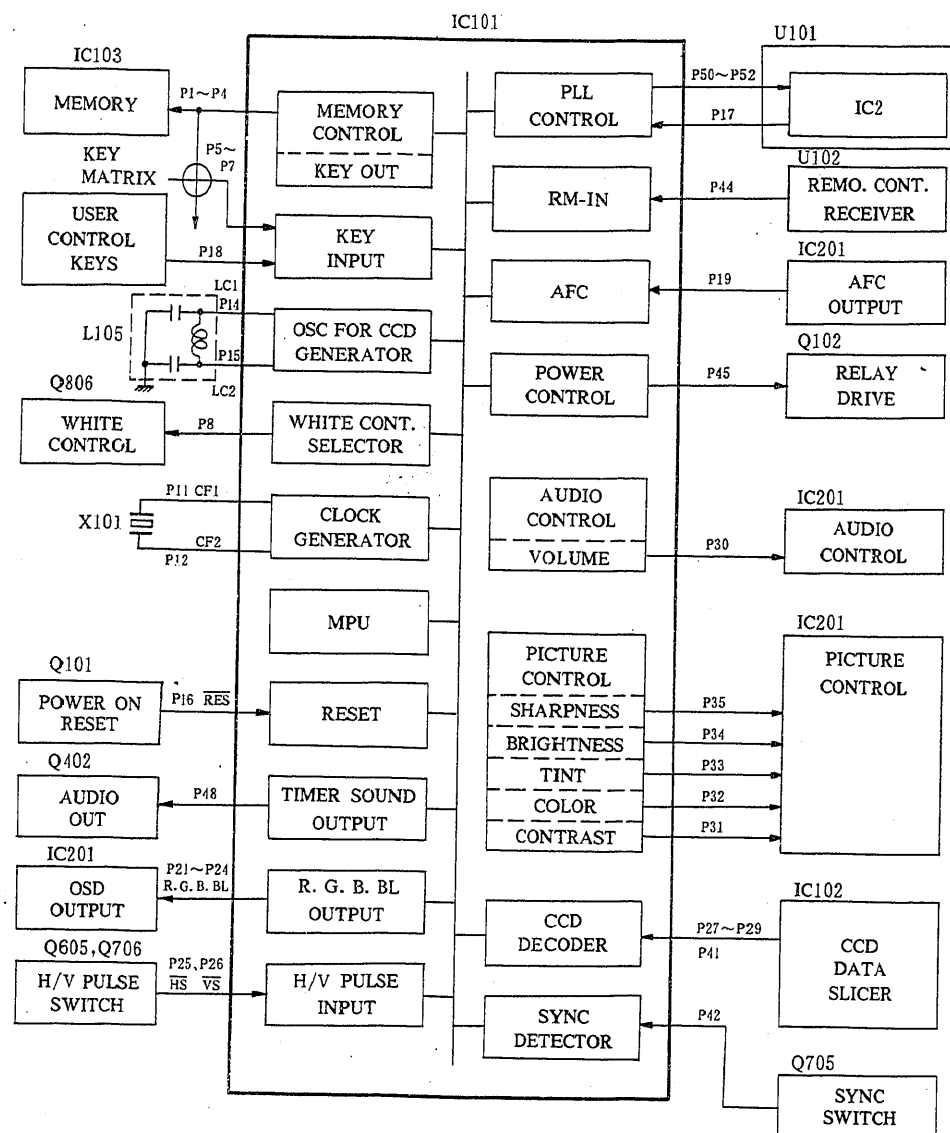 IC101
IC103
MEMORY
P1~P4
MEMORY
CONTROL
KEY OUT
KEY
MATRIX
P5~
P7
USER
CONTROL
KEYS
P18
KEY
INPUT
L105
LC1
P14
P15
LC2
OSC FOR CCD
GENERATOR
Q806
WHITE
CONTROL
P8
WHITE CONT.
SELECTOR
X101
P11 CF1
CF2
P12
CLOCK
GENERATOR
MPU
Q101
POWER ON
RESET
P16 RES
RESET
Q402
AUDIO
OUT
P48
TIMER SOUND
OUTPUT
IC201
OSD
OUTPUT
P21~P24
R. G. B. BL
R. G. B. BL
OUTPUT
Q605,Q706
H/V PULSE
SWITCH
P25, P26
HS VS
H/V PULSE
INPUT
PLL
CONTROL
P50~P52
P17
U101
IC2
RM-IN
P44
U102
REMO. CONT.
RECEIVER
AFC
P19
IC201
AFC
OUTPUT
POWER
CONTROL
P45
Q102
RELAY
DRIVE
AUDIO
CONTROL
VOLUME
P30
IC201
AUDIO
CONTROL
PICTURE
CONTROL
SHARPNESS
BRIGHTNESS
TINT
COLOR
CONTRAST
P35
P34
P33
P32
P31
IC201
PICTURE
CONTROL
CCD
DECODER
P27~P29
P41
IC102
CCD
DATA
SLICER
SYNC
DETECTOR
P42
Q705
SYNC
SWITCH